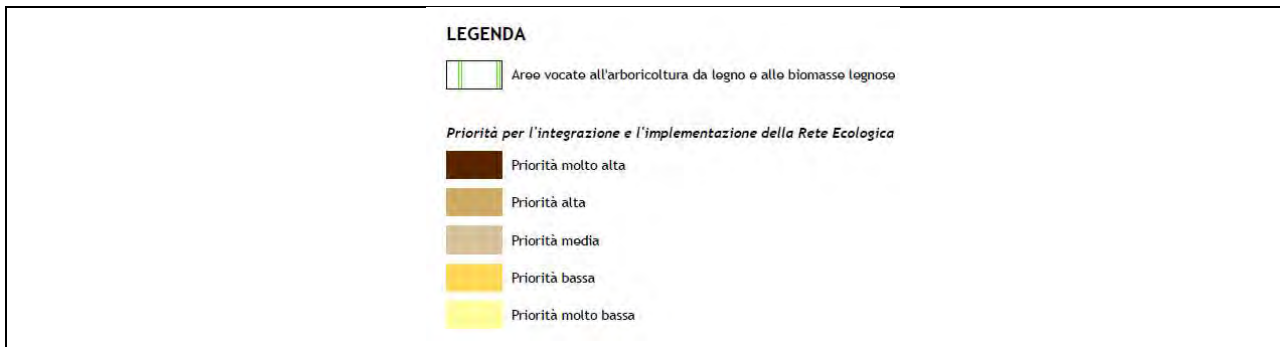 LEGENDA
Aree vocate all'arboricoltura da legno e alle biomasse legnose
Priorità per l'integrazione e l'implementazione della Rete Ecologica
Priorità molto alta
Priorità alta
Priorità media
Priorità bassa
Priorità molto bassa